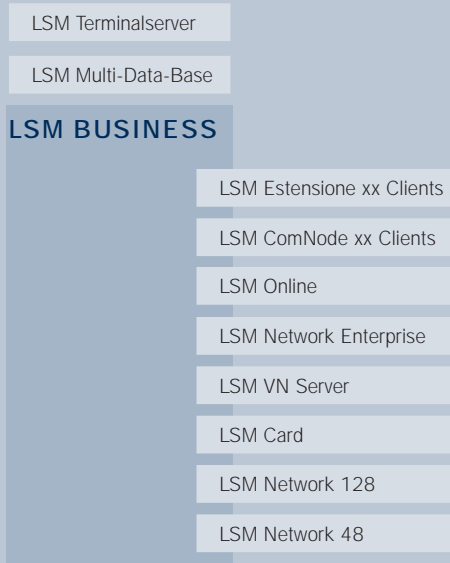 LSM Terminalserver
LSM Multi-Data-Base
LSM BUSINESS
LSM Estensione xx Clients
LSM ComNode xx Clients
LSM Online
LSM Network Enterprise
LSM VN Server
LSM Card
LSM Network 128
LSM Network 48